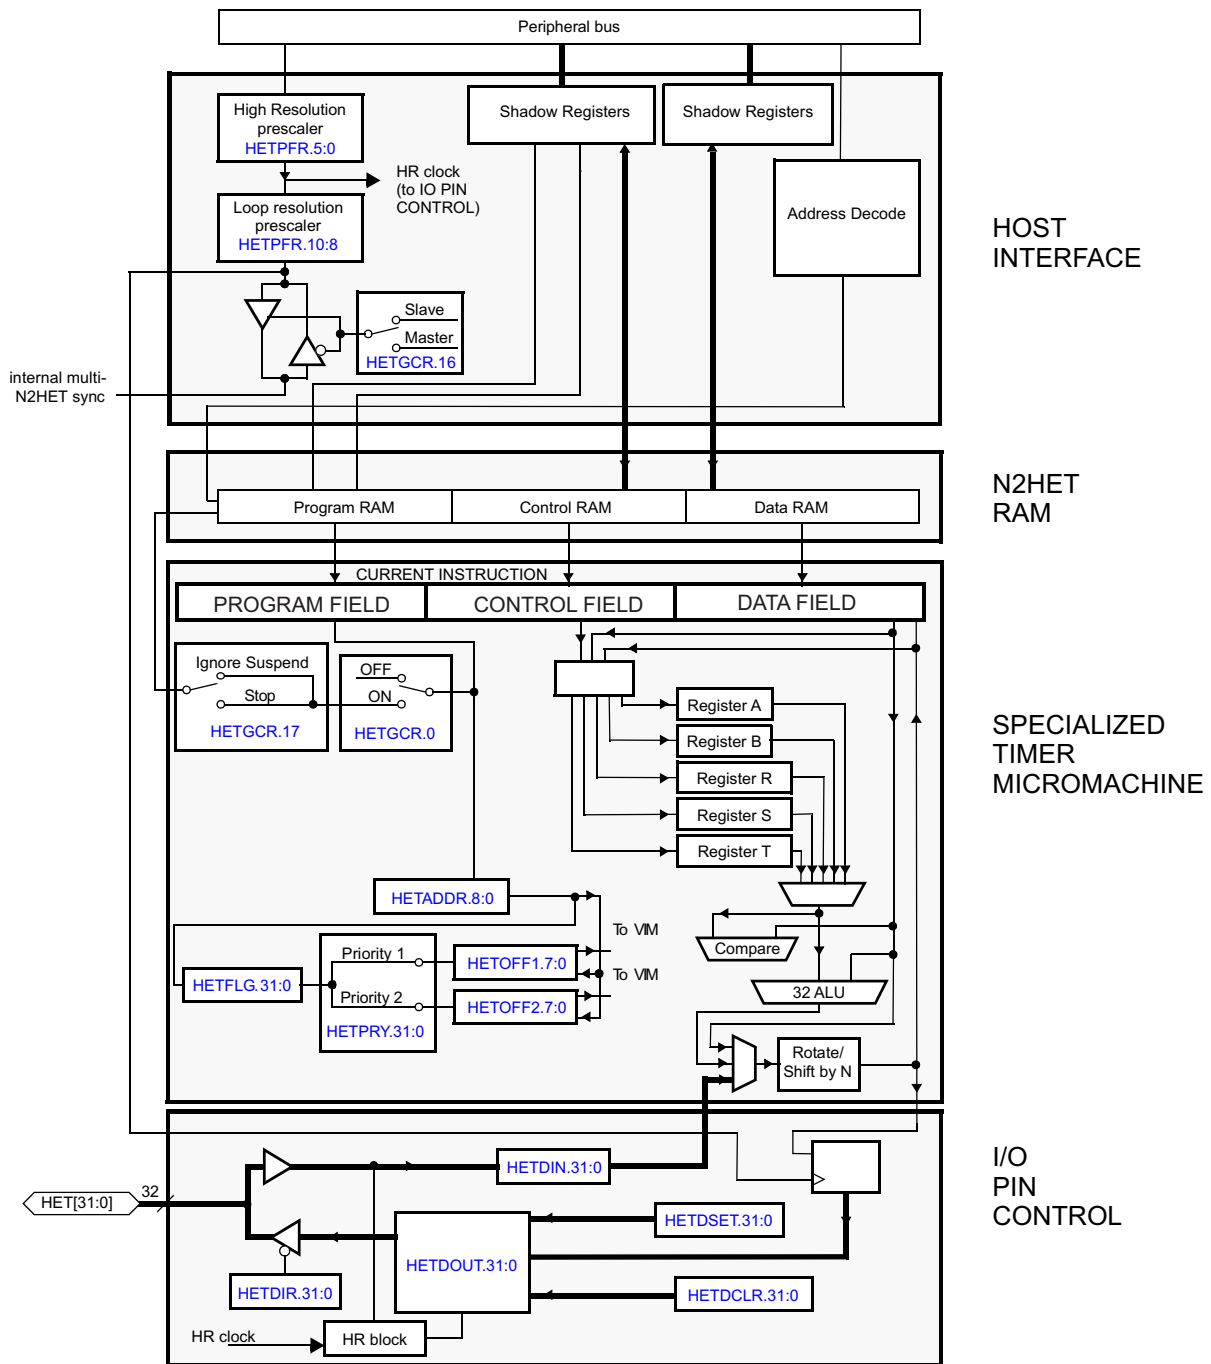 Peripheral bus
High Resolution
prescaler
HETPFR.5:0
Shadow Registers
Shadow Registers
HR clock
(to IO PIN
CONTROL)
Loop resolution
prescaler
HETPFR.10:8
Address Decode
HOST
INTERFACE
Slave
Master
HETGCR.16
internal multi-
N2HET sync
N2HET
RAM
Program RAM
Control RAM
Data RAM
CURRENT INSTRUCTION
PROGRAM FIELD
CONTROL FIELD
DATA FIELD
Ignore Suspend
Stop
HETGCR.17
OFF
ON
HETGCR.0
Register A
Register B
Register R
Register S
Register T
SPECIALIZED
TIMER
MICROMACHINE
HETADDR.8:0
To VIM
Compare
Priority 1
HETOFF1.7:0
To VIM
HETFLG.31:0
Priority 2
HETOFF2.7:0
HETPRY.31:0
32 ALU
Rotate/
Shift by N
HETDIN.31:0
I/O
PIN
CONTROL
HET[31:0]
32
HETDSET.31:0
HETDOUT.31:0
HETDIR.31:0
HETDCLR.31:0
HR clock
HR block